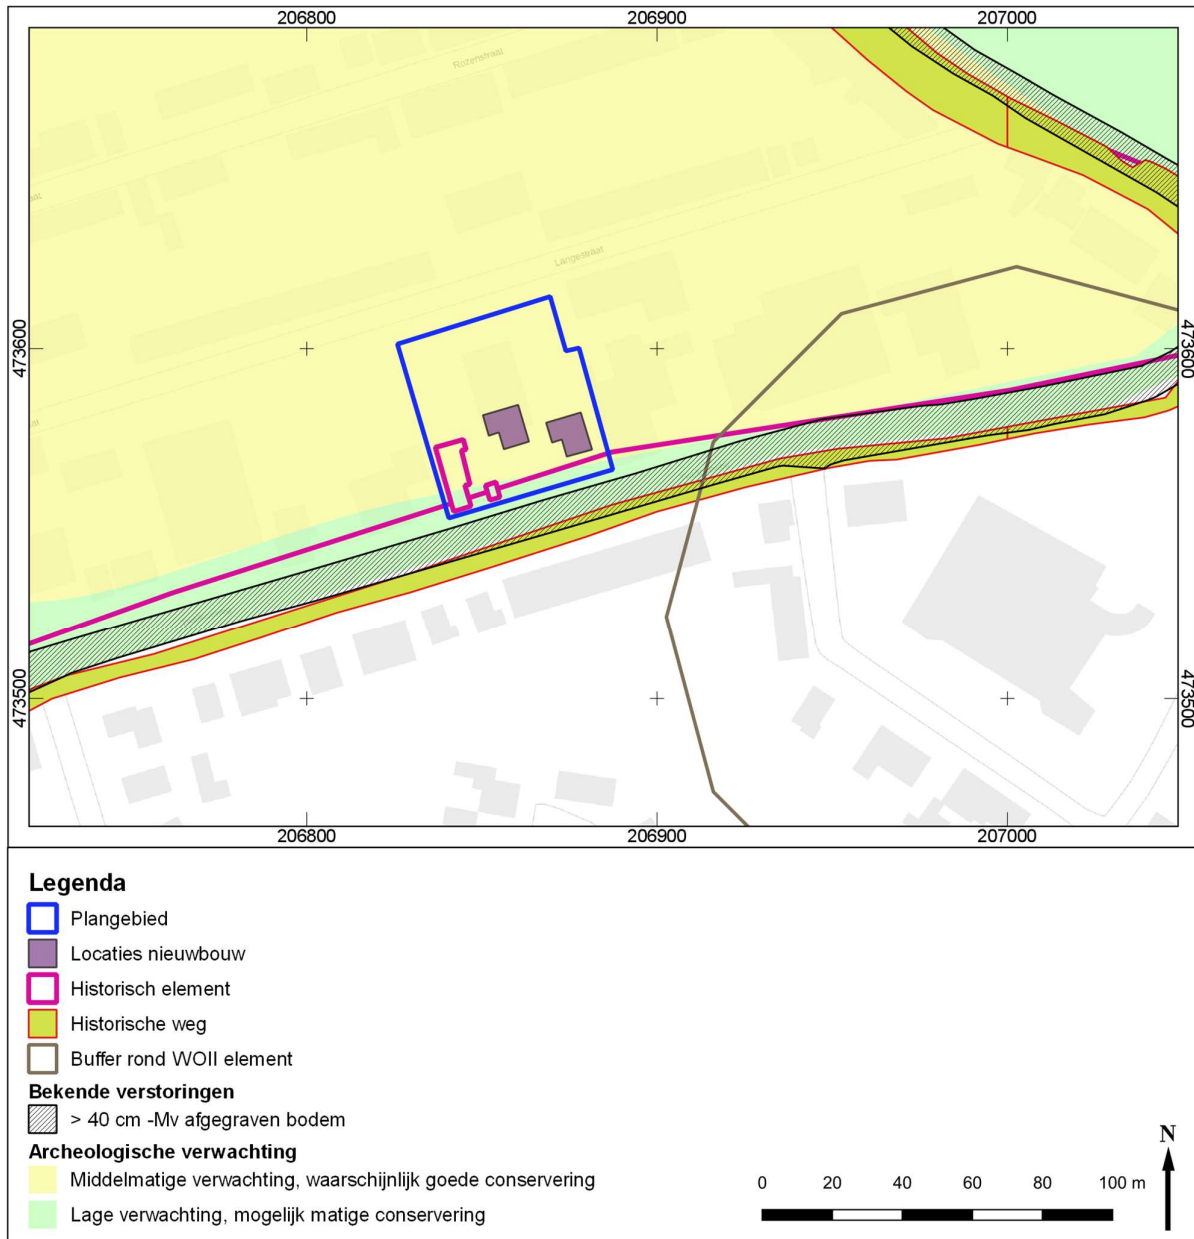 206800 206900 207000
Rozenstraat
Langestraat
473600 473600
473500 473500
206800 206900 207000
Legenda
Plangebied
Locaties nieuwbouw
Historisch element
Historische weg
Buffer rond WOII element
Bekende verstoringen
> 40 cm -Mv afgegraven bodem
Archeologische verwachting
Middelmatige verwachting, waarschijnlijk goede conservering
Lage verwachting, mogelijk matige conservering
N
0 20 40 60 80 100 m